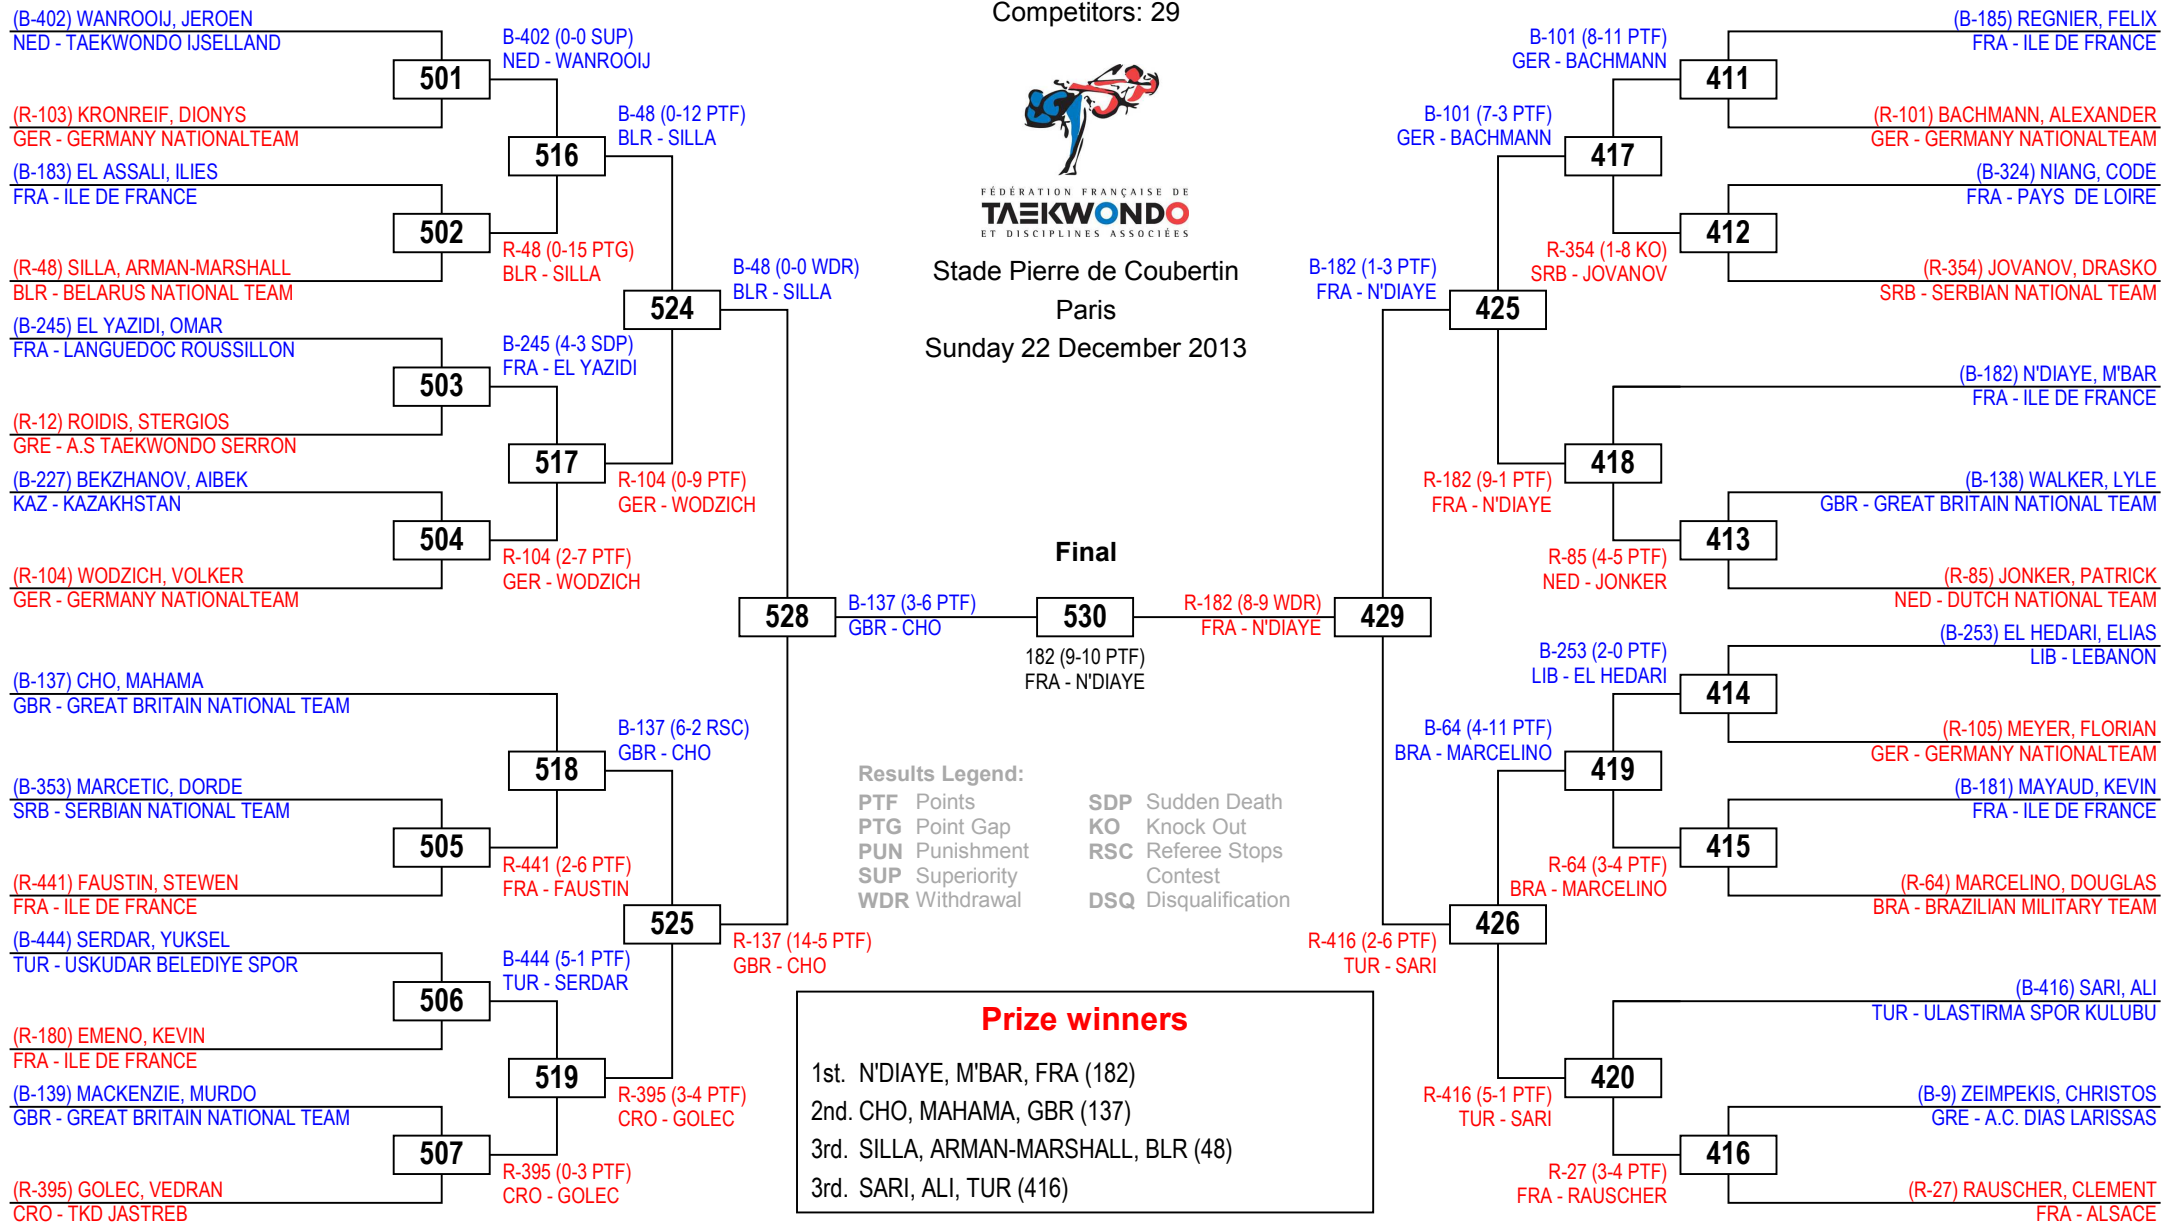 Competitors: 29
FÉDÉRATION FRANÇAISE DE
TAEKWONDO
ET DISCIPLINES ASSOCIÉES
Stade Pierre de Coubertin
Paris
Sunday 22 December 2013
(B-402) WANROOIJ, JEROEN
NED - TAEKWONDO IJSELLAND
501
(R-103) KRONREIF, DIONYS
GER - GERMANY NATIONALTEAM
(B-183) EL ASSALI, ILIES
FRA - ILE DE FRANCE
502
(R-48) SILLA, ARMAN-MARSHALL
BLR - BELARUS NATIONAL TEAM
(B-245) EL YAZIDI, OMAR
FRA - LANGUEDOC ROUSSILLON
503
(R-12) ROIDIS, STERGIOS
GRE - A.S TAEKWONDO SERRON
(B-227) BEKZHANOV, AIBEK
KAZ - KAZAKHSTAN
504
(R-104) WODZICH, VOLKER
GER - GERMANY NATIONALTEAM
(B-137) CHO, MAHAMA
GBR - GREAT BRITAIN NATIONAL TEAM
(B-353) MARCETIC, DORDE
SRB - SERBIAN NATIONAL TEAM
505
(R-441) FAUSTIN, STEWEN
FRA - ILE DE FRANCE
(B-444) SERDAR, YUKSEL
TUR - USKUDAR BELEDIYE SPOR
506
(R-180) EMENO, KEVIN
FRA - ILE DE FRANCE
(B-139) MACKENZIE, MURDO
GBR - GREAT BRITAIN NATIONAL TEAM
507
(R-395) GOLEC, VEDRAN
CRO - TKD JASTREB
B-402 (0-0 SUP)
NED - WANROOIJ
516
R-48 (0-15 PTG)
BLR - SILLA
B-245 (4-3 SDP)
FRA - EL YAZIDI
517
R-104 (2-7 PTF)
GER - WODZICH
518
R-441 (2-6 PTF)
FRA - FAUSTIN
B-444 (5-1 PTF)
TUR - SERDAR
519
R-395 (0-3 PTF)
CRO - GOLEC
B-48 (0-12 PTF)
BLR - SILLA
524
R-104 (0-9 PTF)
GER - WODZICH
B-137 (6-2 RSC)
GBR - CHO
525
R-395 (3-4 PTF)
CRO - GOLEC
B-48 (0-0 WDR)
BLR - SILLA
528
R-137 (14-5 PTF)
GBR - CHO
B-137 (3-6 PTF)
GBR - CHO
Final
530
182 (9-10 PTF)
FRA - N'DIAYE
R-182 (8-9 WDR)
FRA - N'DIAYE
B-182 (1-3 PTF)
FRA - N'DIAYE
429
R-416 (2-6 PTF)
TUR - SARI
B-101 (7-3 PTF)
GER - BACHMANN
425
R-182 (9-1 PTF)
FRA - N'DIAYE
B-64 (4-11 PTF)
BRA - MARCELINO
426
R-416 (5-1 PTF)
TUR - SARI
B-101 (8-11 PTF)
GER - BACHMANN
417
R-354 (1-8 KO)
SRB - JOVANOV
418
R-85 (4-5 PTF)
NED - JONKER
B-253 (2-0 PTF)
LIB - EL HEDARI
419
R-64 (3-4 PTF)
BRA - MARCELINO
420
R-27 (3-4 PTF)
FRA - RAUSCHER
(B-185) REGNIER, FELIX
FRA - ILE DE FRANCE
411
(R-101) BACHMANN, ALEXANDER
GER - GERMANY NATIONALTEAM
(B-324) NIANG, CODE
FRA - PAYS DE LOIRE
412
(R-354) JOVANOV, DRASKO
SRB - SERBIAN NATIONAL TEAM
(B-182) N'DIAYE, M'BAR
FRA - ILE DE FRANCE
(B-138) WALKER, LYLE
GBR - GREAT BRITAIN NATIONAL TEAM
413
(R-85) JONKER, PATRICK
NED - DUTCH NATIONAL TEAM
(B-253) EL HEDARI, ELIAS
LIB - LEBANON
414
(R-105) MEYER, FLORIAN
GER - GERMANY NATIONALTEAM
(B-181) MAYAUD, KEVIN
FRA - ILE DE FRANCE
415
(R-64) MARCELINO, DOUGLAS
BRA - BRAZILIAN MILITARY TEAM
(B-416) SARI, ALI
TUR - ULASTIRMA SPOR KULUBU
(B-9) ZEIMPEKIS, CHRISTOS
GRE - A.C. DIAS LARISSAS
416
(R-27) RAUSCHER, CLEMENT
FRA - ALSACE
Results Legend:
PTF Points
PTG Point Gap
PUN Punishment
SUP Superiority
WDR Withdrawal
SDP Sudden Death
KO Knock Out
RSC Referee Stops
Contest
DSQ Disqualification
Prize winners
1st. N'DIAYE, M'BAR, FRA (182)
2nd. CHO, MAHAMA, GBR (137)
3rd. SILLA, ARMAN-MARSHALL, BLR (48)
3rd. SARI, ALI, TUR (416)